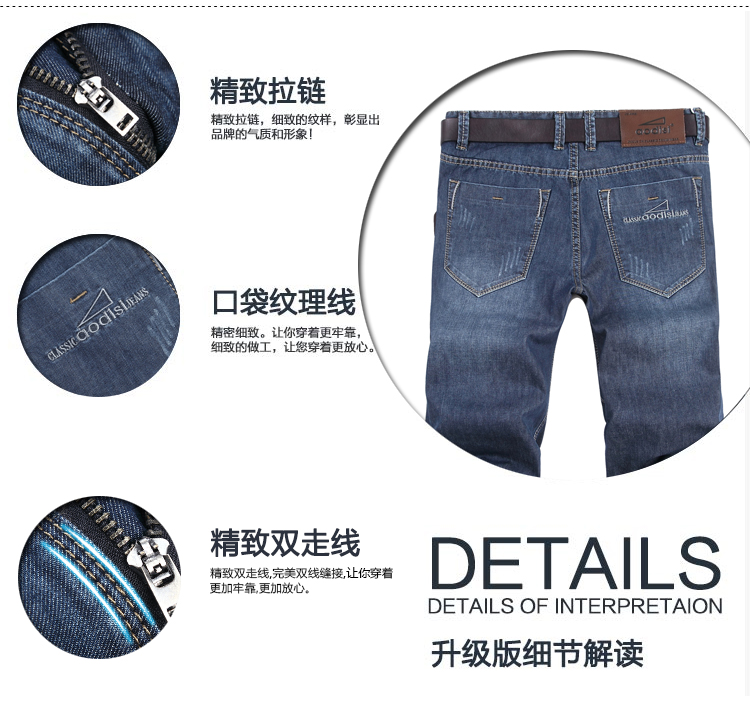 精致拉链
精致拉链，细致的纹样，彰显出
品牌的气质和形象！
aodisi
CLASSIC aodisi JEANS
CLASSIC aodisi JEANS
口袋纹理线
精密细致。让你穿着更牢靠，
细致的做工，让您穿着更放心。
精致双走线
精致双走线,完美双线缝接,让你穿着
更加牢靠,更加放心。
DETAILS
DETAILS OF INTERPRETAION
升级版细节解读